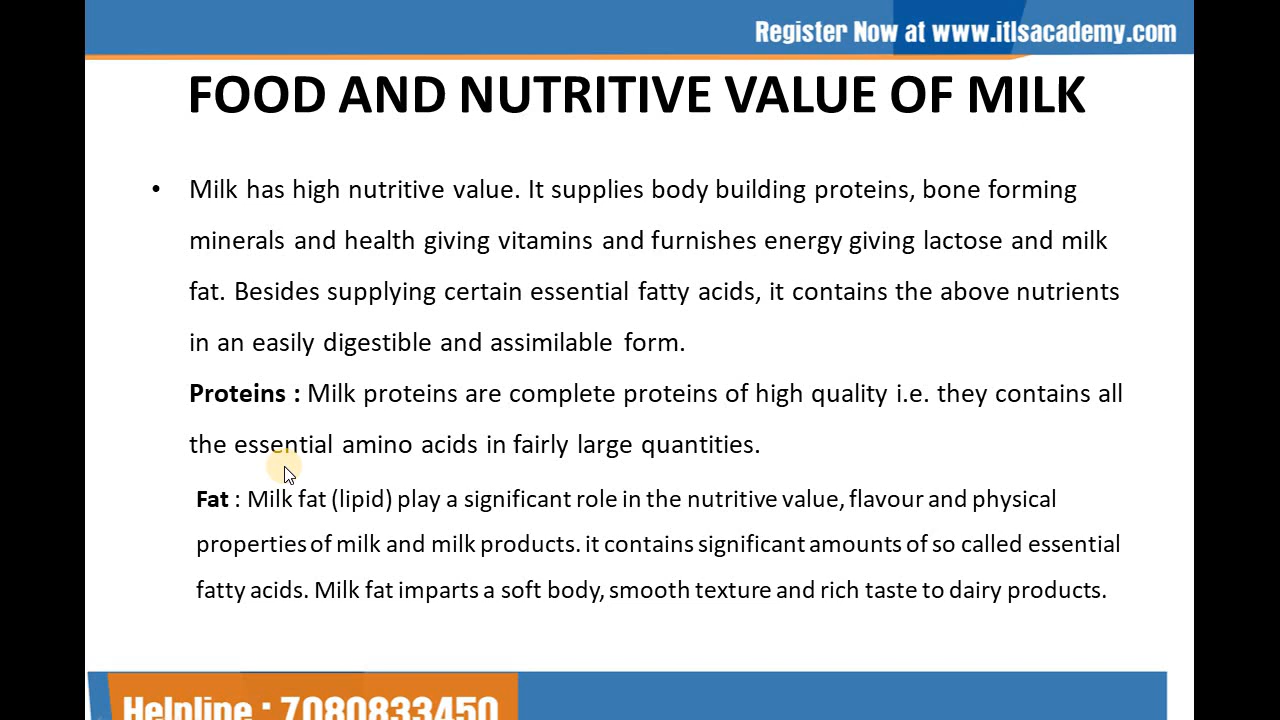 Register Now at www.itlsacademy.com
FOOD AND NUTRITIVE VALUE OF MILK
• Milk has high nutritive value. It supplies body building proteins, bone forming
minerals and health giving vitamins and furnishes energy giving lactose and milk
fat. Besides supplying certain essential fatty acids, it contains the above nutrients
in an easily digestible and assimilable form.
Proteins : Milk proteins are complete proteins of high quality i.e. they contains all
the essential amino acids in fairly large quantities.
Fat : Milk fat (lipid) play a significant role in the nutritive value, flavour and physical
properties of milk and milk products. it contains significant amounts of so called essential
fatty acids. Milk fat imparts a soft body, smooth texture and rich taste to dairy products.
Helpline : 7080833450